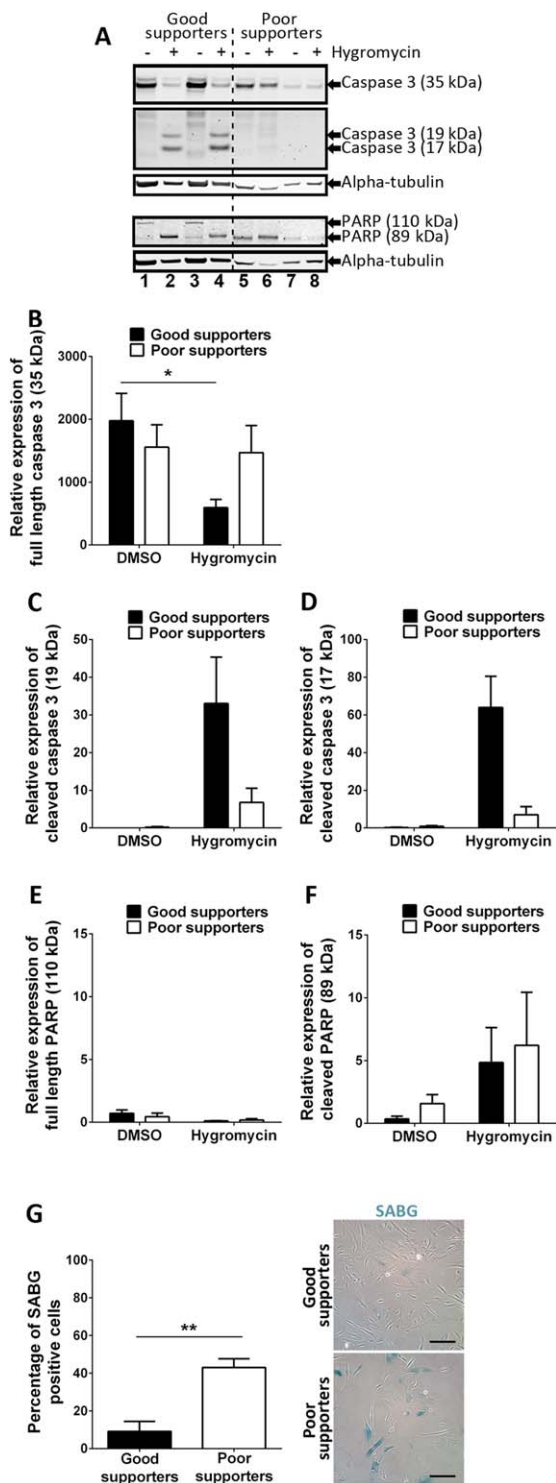 A
Good supporters
Poor supporters
- + - + - + - + Hygromycin
Caspase 3 (35 kDa)
Caspase 3 (19 kDa)
Caspase 3 (17 kDa)
Alpha-tubulin
PARP (110 kDa)
PARP (89 kDa)
Alpha-tubulin
1 2 3 4 5 6 7 8
B
Good supporters
Poor supporters
Relative expression of
full length caspase 3 (35 kDa)
3000
2000
1000
0
*
DMSO Hygromycin
C
Good supporters
Poor supporters
Relative expression of
cleaved caspase 3 (19 kDa)
50
40
30
20
10
0
DMSO Hygromycin
D
Good supporters
Poor supporters
Relative expression of
cleaved caspase 3 (17 kDa)
100
80
60
40
20
0
DMSO Hygromycin
E
Good supporters
Poor supporters
Relative expression of
full length PARP (110 kDa)
15
10
5
0
DMSO Hygromycin
F
Good supporters
Poor supporters
Relative expression of
cleaved PARP (89 kDa)
15
10
5
0
DMSO Hygromycin
G
Percentage of SABG
positive cells
100
80
60
40
20
0
**
Good
supporters
Poor
supporters
SABG
Good
supporters
Poor
supporters